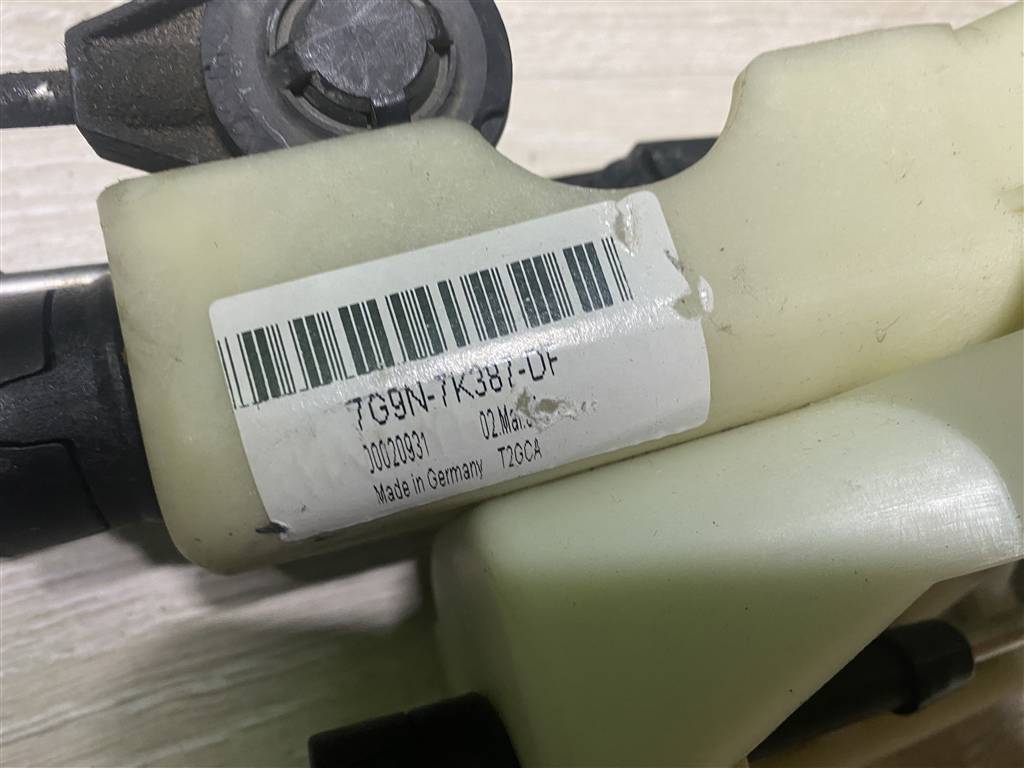 7G9N-7K387-DF
00020931 02.Mar.
Made in Germany T2GCA